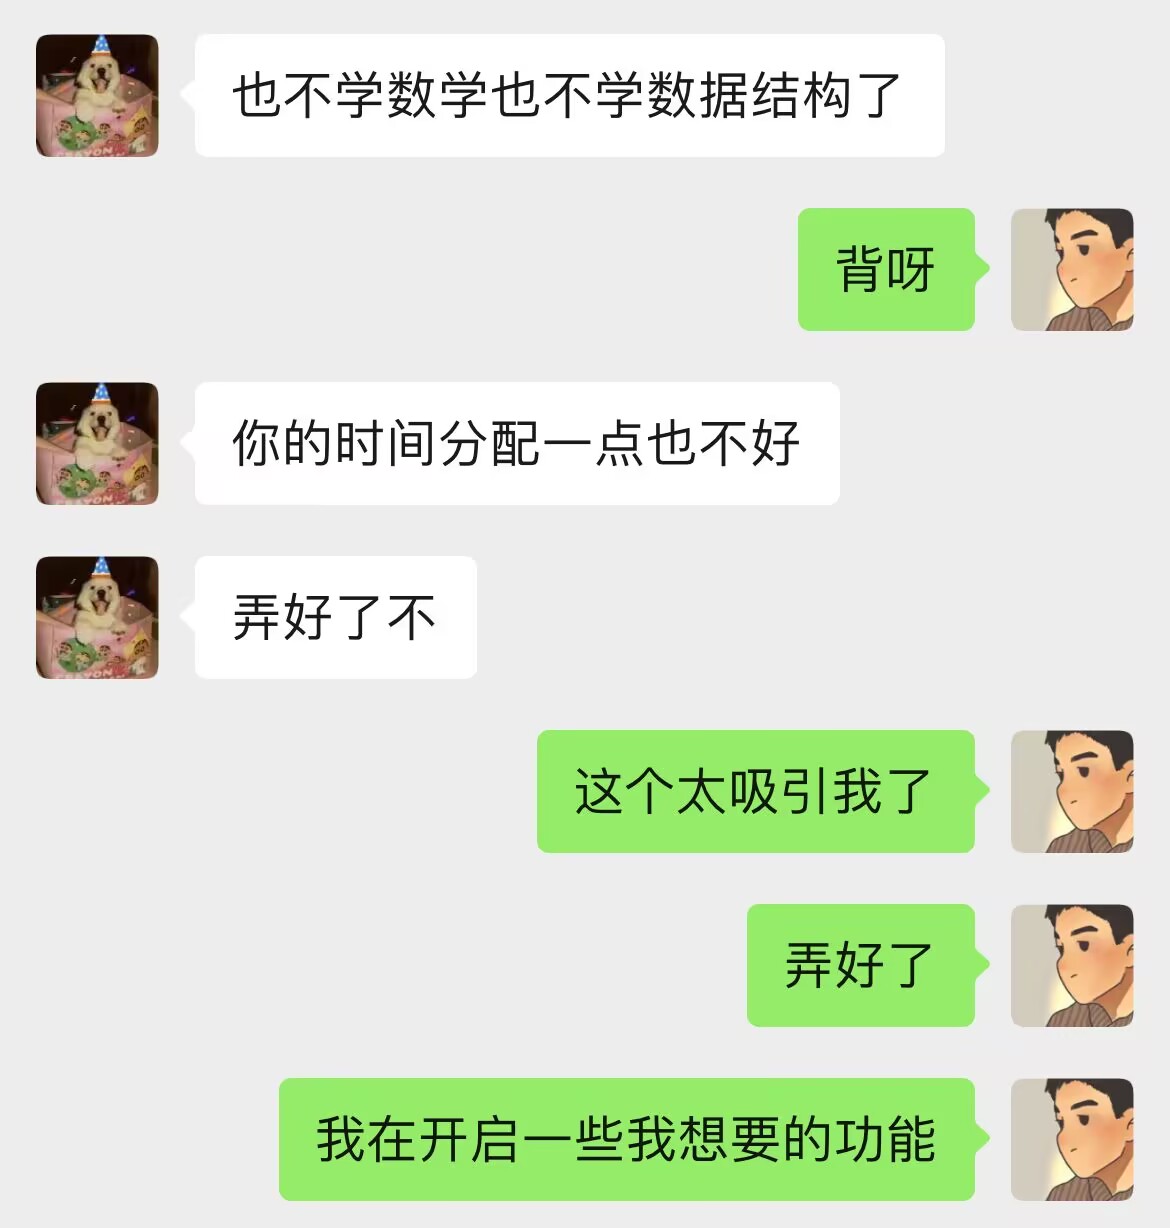 也不学数学也不学数据结构了
背呀
你的时间分配一点也不好
弄好了不
这个太吸引我了
弄好了
我在开启一些我想要的功能